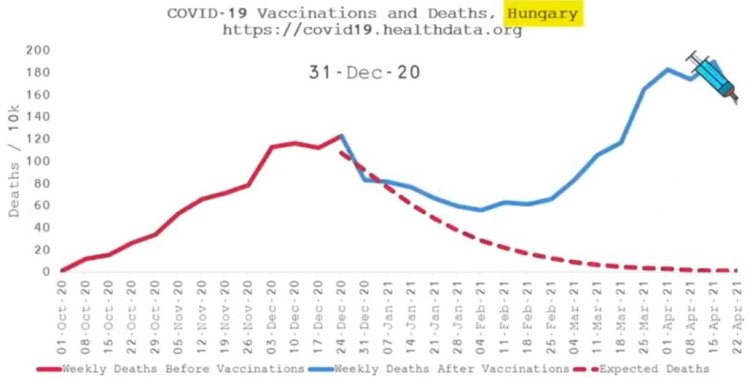 COVID-19 Vaccinations and Deaths, Hungary
https://covid19.healthdata.org
31-Dec-20
Deaths / 10k
200
180
160
140
120
100
80
60
40
20
0
01-Oct-20
08-Oct-20
15-Oct-20
22-Oct-20
29-Oct-20
05-Nov-20
12-Nov-20
19-Nov-20
26-Nov-20
03-Dec-20
10-Dec-20
17-Dec-20
24-Dec-20
31-Dec-20
07-Jan-21
14-Jan-21
21-Jan-21
28-Jan-21
04-Feb-21
11-Feb-21
18-Feb-21
25-Feb-21
04-Mar-21
11-Mar-21
18-Mar-21
25-Mar-21
01-Apr-21
08-Apr-21
15-Apr-21
22-Apr-21
Weekly Deaths Before Vaccinations
Weekly Deaths After Vaccinations
Expected Deaths